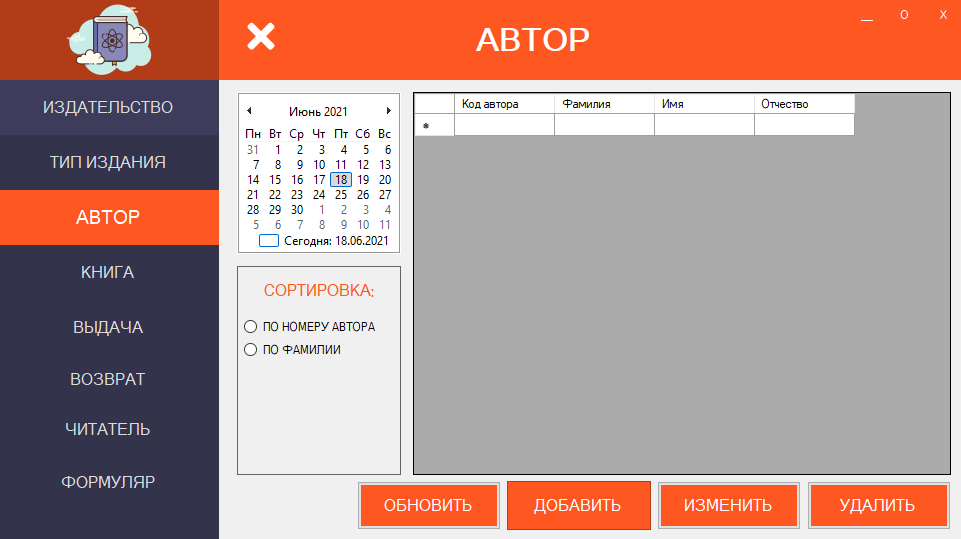 АВТОР
__ O X
ИЗДАТЕЛЬСТВО
ТИП ИЗДАНИЯ
АВТОР
КНИГА
ВЫДАЧА
ВОЗВРАТ
ЧИТАТЕЛЬ
ФОРМУЛЯР
Июнь 2021
Пн Вт Ср Чт Пт Сб Вс
31 1 2 3 4 5 6
7 8 9 10 11 12 13
14 15 16 17 18 19 20
21 22 23 24 25 26 27
28 29 30 1 2 3 4
5 6 7 8 9 10 11
Сегодня: 18.06.2021
СОРТИРОВКА;
ПО НОМЕРУ АВТОРА
ПО ФАМИЛИИ
Код автора Фамилия Имя Отчество
ОБНОВИТЬ ДОБАВИТЬ ИЗМЕНИТЬ УДАЛИТЬ